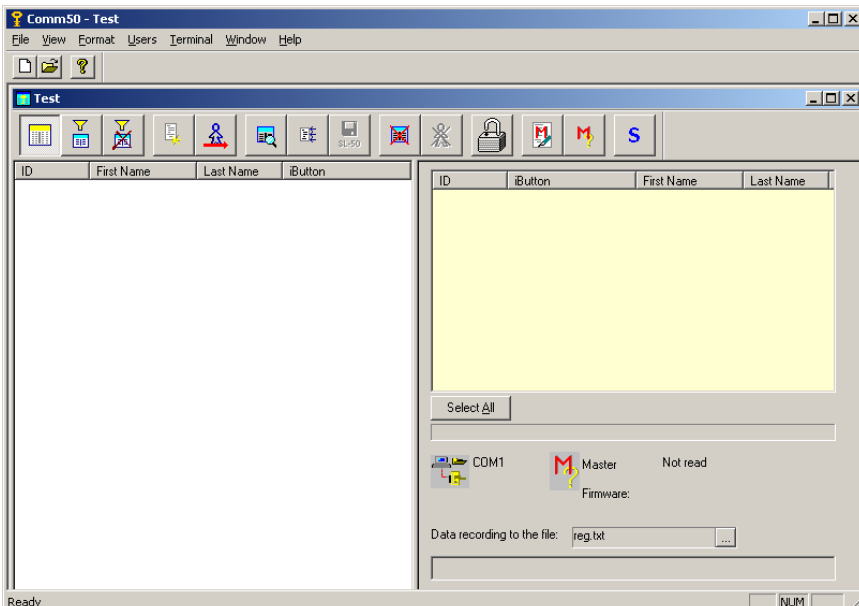 Comm50 - Test
File View Format Users Terminal Window Help
Test
SL-50 M M? S
ID First Name Last Name iButton
ID iButton First Name Last Name
Select All
COM1 M? Master Not read
Firmware:
Data recording to the file: reg.txt ...
Ready NUM